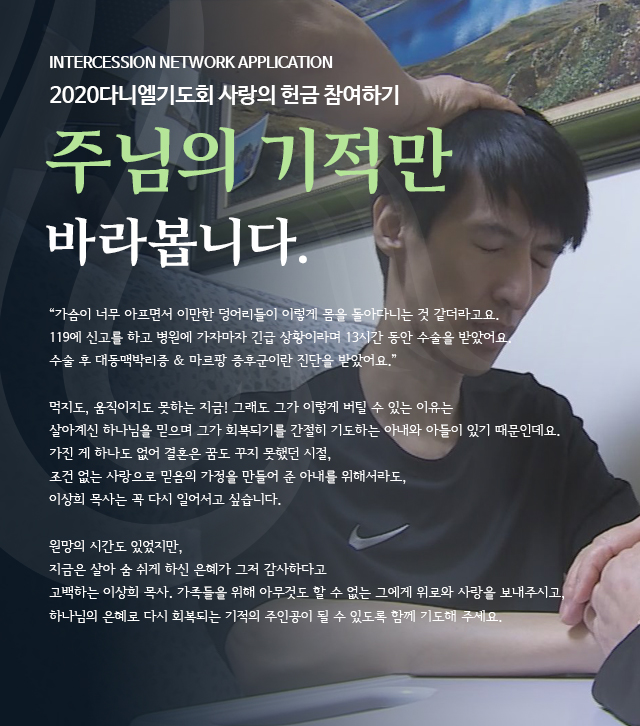 INTERCESSION NETWORK APPLICATION
2020다니엘기도회 사랑의 헌금 참여하기
주님의 기적만
바라봅니다.
“가슴이 너무 아프면서 이만한 덩어리들이 이렇게 몸을 돌아다니는 것 같더라고요.
119에 신고를 하고 병원에 가자마자 긴급 상황이라며 13시간 동안 수술을 받았어요.
수술 후 대동맥박리증 & 마르팡 증후군이란 진단을 받았어요.”
먹지도, 움직이지도 못하는 지금! 그래도 그가 이렇게 버틸 수 있는 이유는
살아계신 하나님을 믿으며 그가 회복되기를 간절히 기도하는 아내와 아들이 있기 때문인데요.
가진 게 하나도 없어 결혼은 꿈도 꾸지 못했던 시절,
조건 없는 사랑으로 믿음의 가정을 만들어 준 아내를 위해서라도,
이상희 목사는 꼭 다시 일어서고 싶습니다.
원망의 시간도 있었지만,
지금은 살아 숨 쉬게 하신 은혜가 그저 감사하다고
고백하는 이상희 목사. 가족들을 위해 아무것도 할 수 없는 그에게 위로와 사랑을 보내주시고,
하나님의 은혜로 다시 회복되는 기적의 주인공이 될 수 있도록 함께 기도해 주세요.